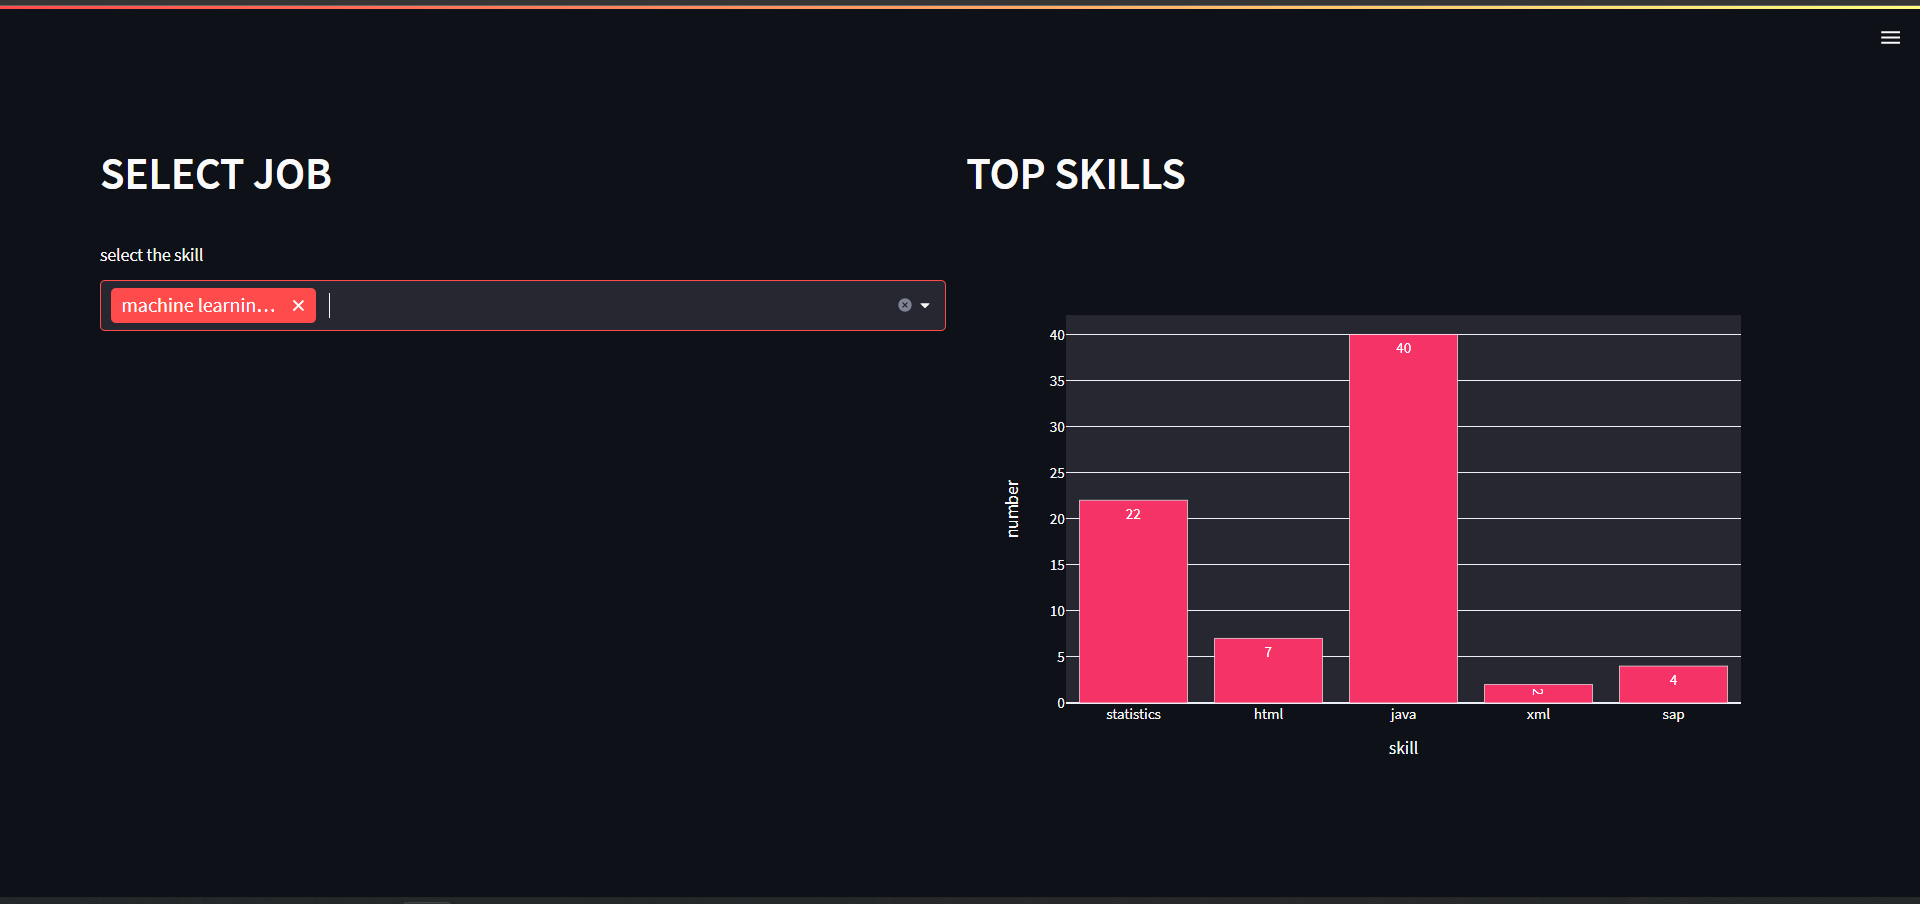 SELECT JOB
select the skill
machine learnin...
TOP SKILLS
number
40
35
30
25
20
15
10
5
0
22
7
40
2
4
statistics
html
java
xml
sap
skill